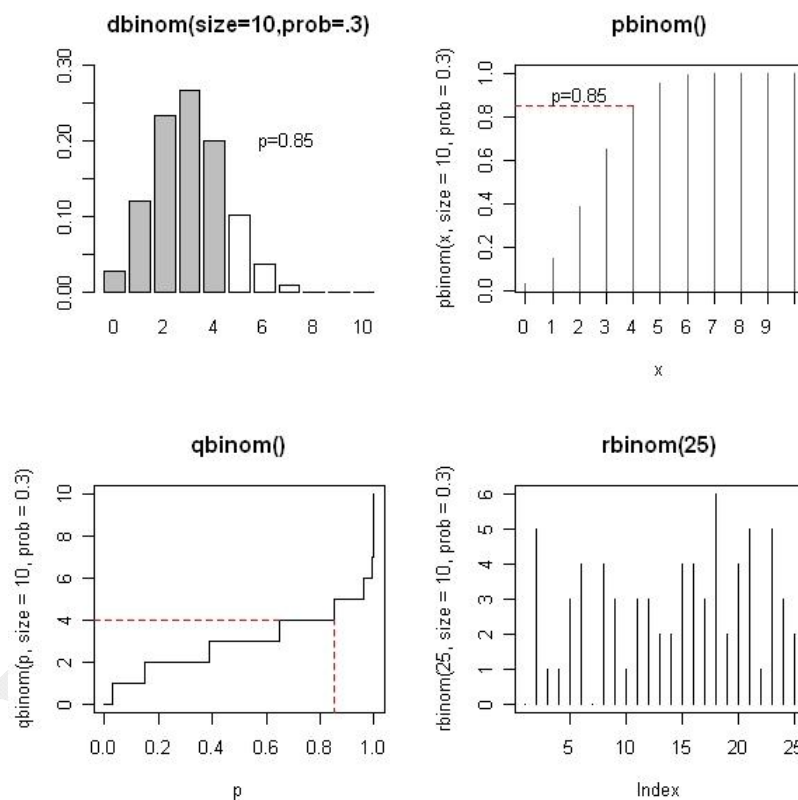 dbinom(size=10,prob=.3)
0.30
0.20
0.10
0.00
p=0.85
0 2 4 6 8 10
pbinom()
pbinom(x, size = 10, prob = 0.3)
1.0
0.8
0.6
0.4
0.2
0.0
p=0.85
0 1 2 3 4 5 6 7 8 9
x
qbinom()
qbinom(p, size = 10, prob = 0.3)
10
8
6
4
2
0
0.0 0.2 0.4 0.6 0.8 1.0
p
rbinom(25)
rbinom(25, size = 10, prob = 0.3)
6
5
4
3
2
1
0
5 10 15 20 25
Index